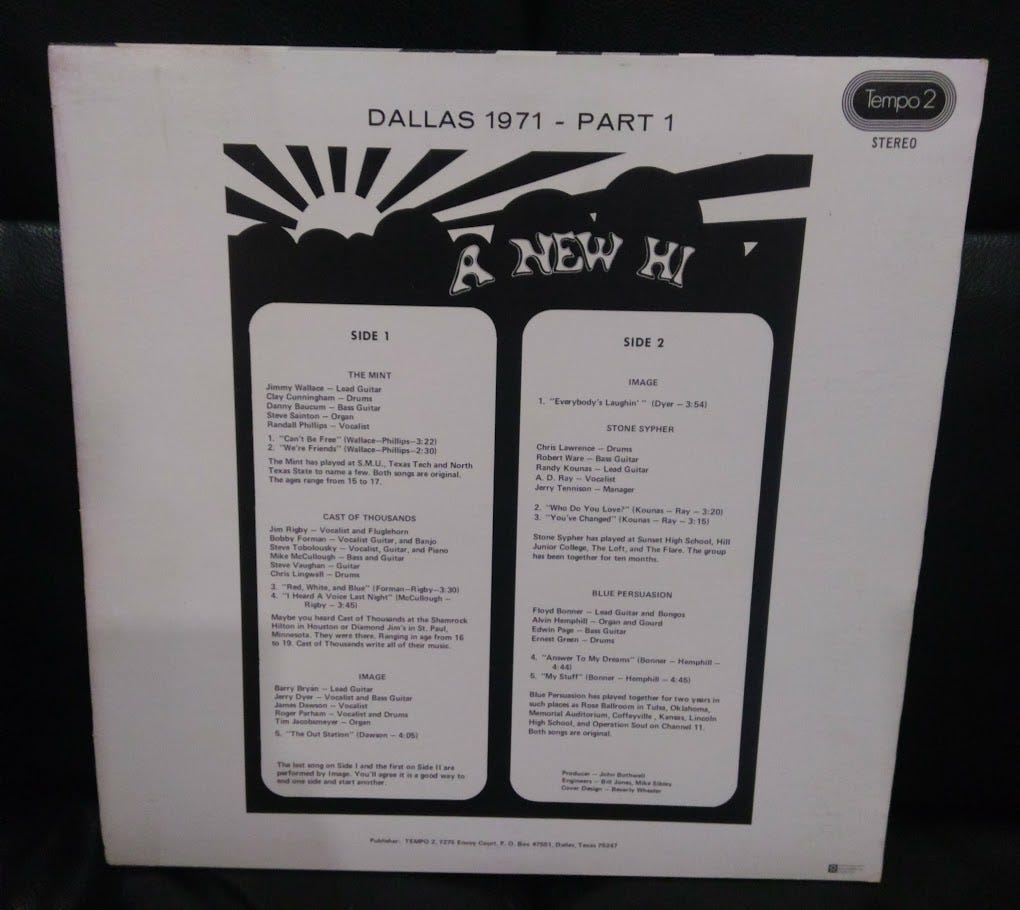 DALLAS 1971 - PART 1
Tempo 2
STEREO
A NEW HI
SIDE 1
THE MINT
Jimmy Wallace — Lead Guitar
Clay Cunningham — Drums
Danny Baucum — Bass Guitar
Steve Sainton — Organ
Randall Phillips — Vocalist
1. "Can't Be Free" (Wallace—Phillips—3:22)
2. "We're Friends" (Wallace—Phillips—2:30)
The Mint has played at S.M.U., Texas Tech and North
Texas State to name a few. Both songs are original.
The ages range from 15 to 17.
CAST OF THOUSANDS
Jim Rigby — Vocalist and Fluglehorn
Bobby Forman — Vocalist Guitar, and Banjo
Steve Tobolousky — Vocalist, Guitar, and Piano
Mike McCullough — Bass and Guitar
Steve Vaughan — Guitar
Chris Lingwall — Drums
3. "Red, White, and Blue" (Forman—Rigby—3:30)
4. "I Heard A Voice Last Night" (McCullough —
Rigby — 3:45)
Maybe you heard Cast of Thousands at the Shamrock
Hilton in Houston or Diamond Jim's in St. Paul,
Minnesota. They were there. Ranging in age from 16
to 19. Cast of Thousands write all of their music.
IMAGE
Barry Bryan — Lead Guitar
Jerry Dyer — Vocalist and Bass Guitar
James Dawson — Vocalist
Roger Parham — Vocalist and Drums
Tim Jacobsmeyer — Organ
5. "The Out Station" (Dawson — 4:05)
The last song on Side I and the first on Side II are
performed by Image. You'll agree it is a good way to
end one side and start another.
SIDE 2
IMAGE
1. "Everybody's Laughin' " (Dyer — 3:54)
STONE SYPHER
Chris Lawrence — Drums
Robert Ware — Bass Guitar
Randy Kounas — Lead Guitar
A. D. Ray — Vocalist
Jerry Tennison — Manager
2. "Who Do You Love?" (Kounas — Ray — 3:20)
3. "You've Changed" (Kounas — Ray — 3:15)
Stone Sypher has played at Sunset High School, Hill
Junior College, The Loft, and The Flare. The group
has been together for ten months.
BLUE PERSUASION
Floyd Bonner — Lead Guitar and Bongos
Alvin Hemphill — Organ and Gourd
Edwin Page — Bass Guitar
Ernest Green — Drums
4. "Answer To My Dreams" (Bonner — Hemphill —
4:44)
5. "My Stuff" (Bonner — Hemphill — 4:45)
Blue Persuasion has played together for two years in
such places as Rose Ballroom in Tulsa, Oklahoma,
Memorial Auditorium, Coffeyville, Kansas, Lincoln
High School, and Operation Soul on Channel 11.
Both songs are original.
Producer — John Bothwell
Engineers — Bill Jones, Mike Sibley
Cover Design — Beverly Wheeler
Publisher: TEMPO 2, 7275 Envoy Court, P. O. Box 47551, Dallas, Texas 75247